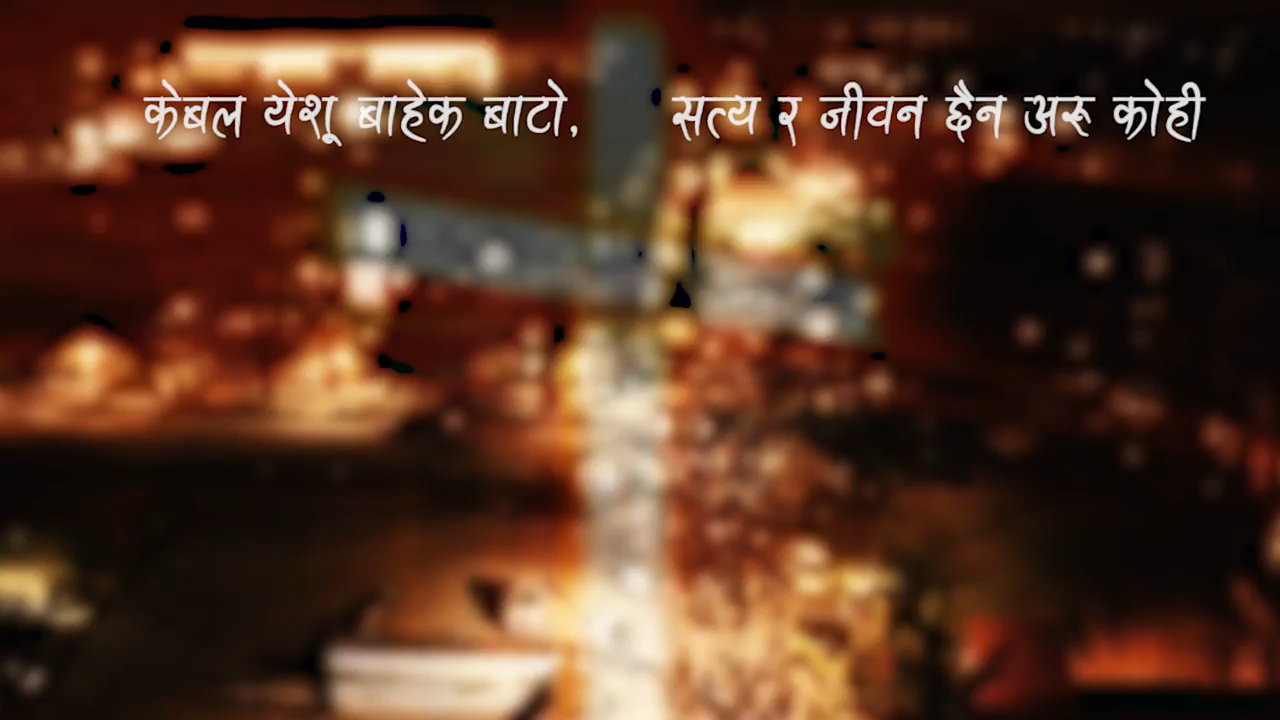 केबल येशू बाहेक बाटो, सत्य र जीवन छैन अरू कोही